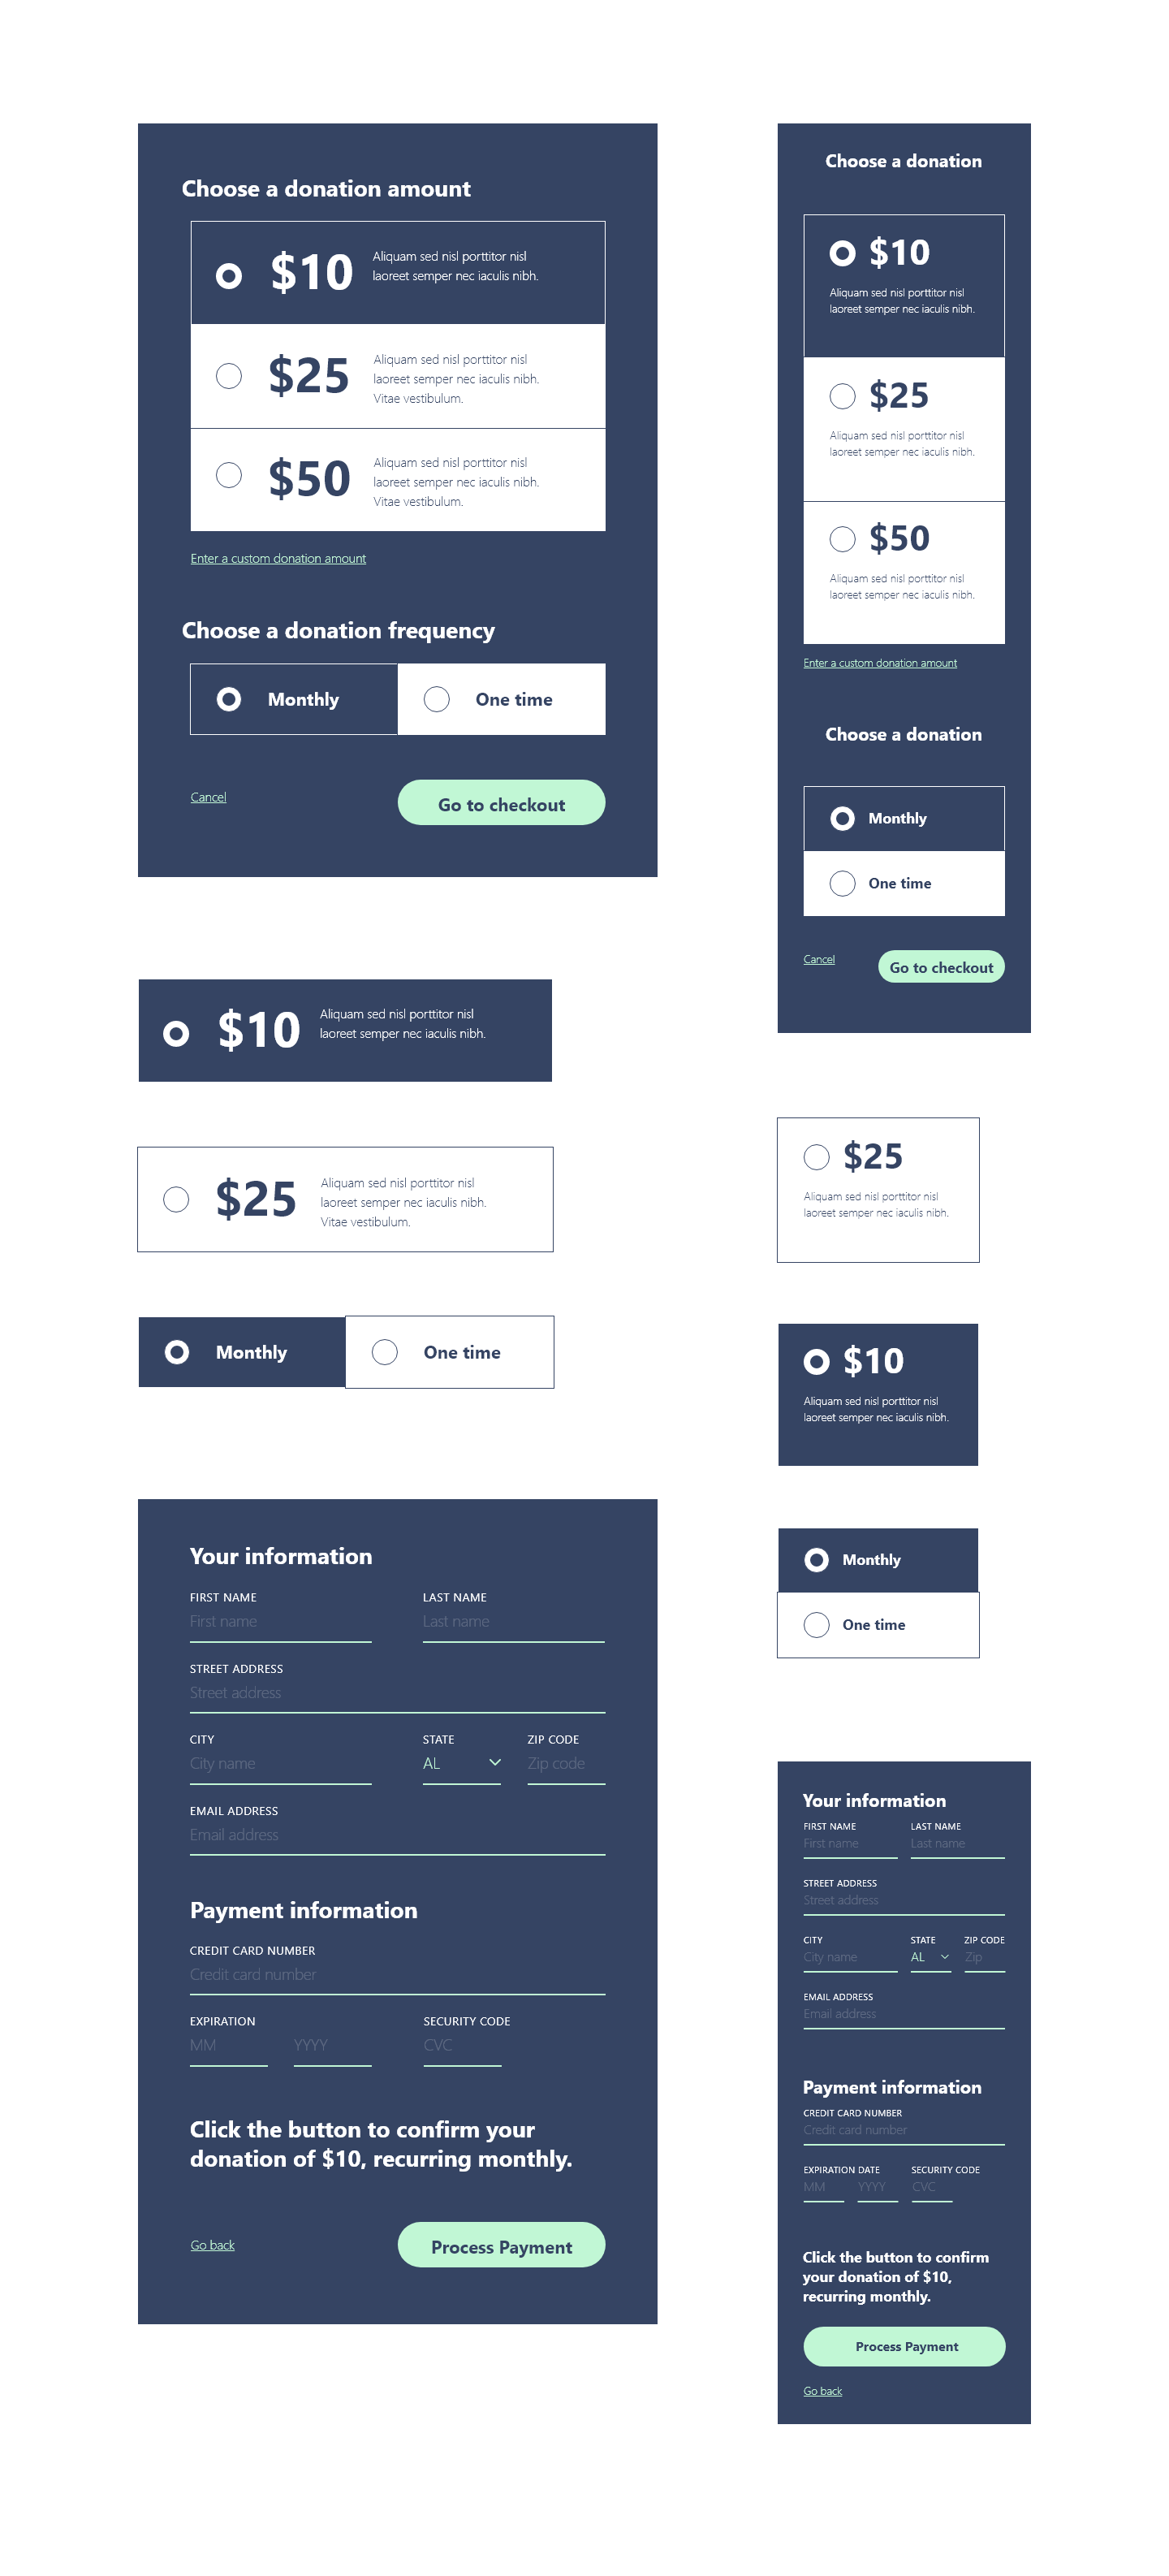 Choose a donation amount
$10
Aliquam sed nisl porttitor nisl
laoreet semper nec iaculis nibh.
$25
Aliquam sed nisl porttitor nisl
laoreet semper nec iaculis nibh.
Vitae vestibulum.
$50
Aliquam sed nisl porttitor nisl
laoreet semper nec iaculis nibh.
Vitae vestibulum.
Enter a custom donation amount
Choose a donation frequency
Monthly
One time
Cancel
Go to checkout
$10
Aliquam sed nisl porttitor nisl
laoreet semper nec iaculis nibh.
$25
Aliquam sed nisl porttitor nisl
laoreet semper nec iaculis nibh.
Vitae vestibulum.
Monthly
One time
Your information
FIRST NAME
First name
LAST NAME
Last name
STREET ADDRESS
Street address
CITY
City name
STATE
AL
ZIP CODE
Zip code
EMAIL ADDRESS
Email address
Payment information
CREDIT CARD NUMBER
Credit card number
EXPIRATION
MM
YYYY
SECURITY CODE
CVC
Click the button to confirm your
donation of $10, recurring monthly.
Go back
Process Payment
Choose a donation
$10
Aliquam sed nisl porttitor nisl
laoreet semper nec iaculis nibh.
$25
Aliquam sed nisl porttitor nisl
laoreet semper nec iaculis nibh.
$50
Aliquam sed nisl porttitor nisl
laoreet semper nec iaculis nibh.
Enter a custom donation amount
Choose a donation
Monthly
One time
Cancel
Go to checkout
$25
Aliquam sed nisl porttitor nisl
laoreet semper nec iaculis nibh.
$10
Aliquam sed nisl porttitor nisl
laoreet semper nec iaculis nibh.
Monthly
One time
Your information
FIRST NAME
First name
LAST NAME
Last name
STREET ADDRESS
Street address
CITY
City name
STATE
AL
ZIP CODE
Zip
EMAIL ADDRESS
Email address
Payment information
CREDIT CARD NUMBER
Credit card number
EXPIRATION DATE
MM
YYYY
SECURITY CODE
CVC
Click the button to confirm
your donation of $10,
recurring monthly.
Process Payment
Go back